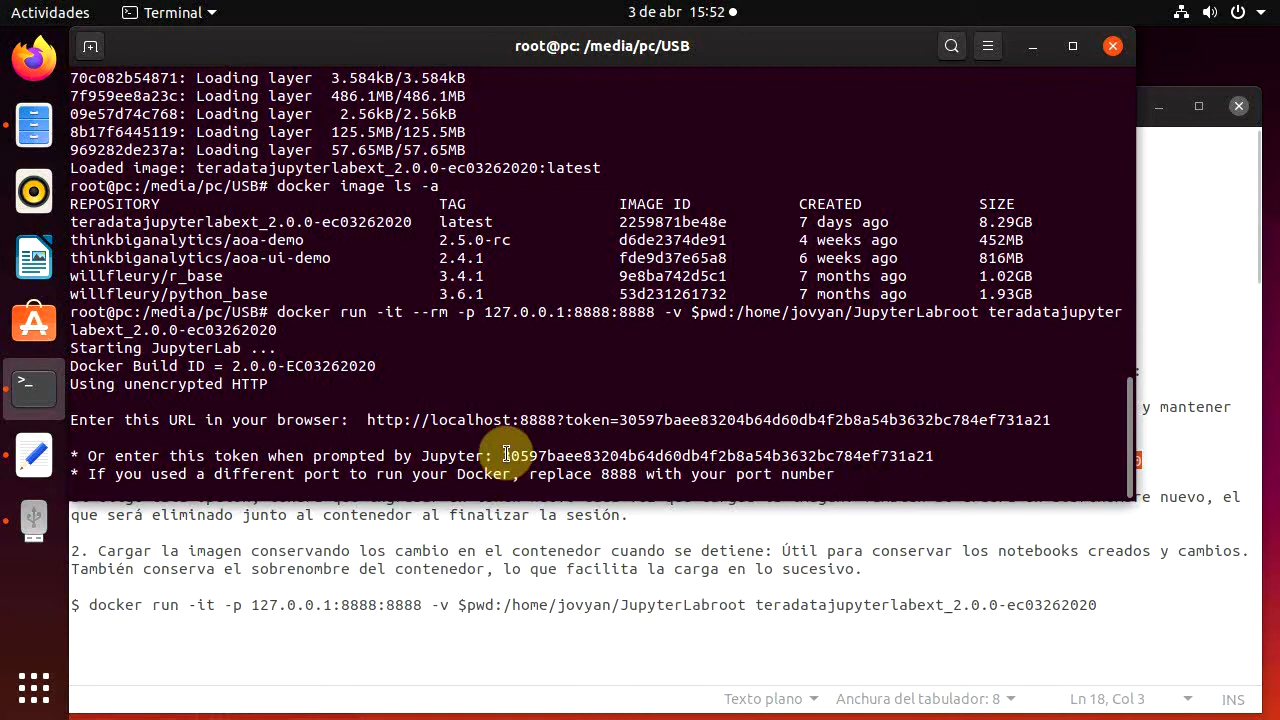 Actividades
Terminal
3 de abr 15:52
root@pc: /media/pc/USB
70c082b54871: Loading layer 3.584kB/3.584kB
7f959ee8a23c: Loading layer 486.1MB/486.1MB
09e57d74c768: Loading layer 2.56kB/2.56kB
8b17f6445119: Loading layer 125.5MB/125.5MB
969282de237a: Loading layer 57.65MB/57.65MB
Loaded image: teradatajupyterlabext_2.0.0-ec03262020:latest
root@pc:/media/pc/USB# docker image ls -a
REPOSITORY TAG IMAGE ID CREATED SIZE
teradatajupyterlabext_2.0.0-ec03262020 latest 2259871be48e 7 days ago 8.29GB
thinkbiganalytics/aoa-demo 2.5.0-rc d6de2374de91 4 weeks ago 452MB
thinkbiganalytics/aoa-ui-demo 2.4.1 fde9d37e65a8 6 weeks ago 816MB
willfleury/r_base 3.4.1 9e8ba742d5c1 7 months ago 1.02GB
willfleury/python_base 3.6.1 53d231261732 7 months ago 1.93GB
root@pc:/media/pc/USB# docker run -it --rm -p 127.0.0.1:8888:8888 -v $pwd:/home/jovyan/JupyterLabroot teradatajupyter
labext_2.0.0-ec03262020
Starting JupyterLab ...
Docker Build ID = 2.0.0-EC03262020
Using unencrypted HTTP
Enter this URL in your browser: http://localhost:8888?token=30597baee83204b64d60db4f2b8a54b3632bc784ef731a21
y mantener
* Or enter this token when prompted by Jupyter: 30597baee83204b64d60db4f2b8a54b3632bc784ef731a21
* If you used a different port to run your Docker, replace 8888 with your port number
nuevo, el
que será eliminado junto al contenedor al finalizar la sesión.
2. Cargar la imagen conservando los cambio en el contenedor cuando se detiene: Útil para conservar los notebooks creados y cambios.
También conserva el sobrenombre del contenedor, lo que facilita la carga en lo sucesivo.
$ docker run -it -p 127.0.0.1:8888:8888 -v $pwd:/home/jovyan/JupyterLabroot teradatajupyterlabext_2.0.0-ec03262020
Texto plano
Anchura del tabulador: 8
Ln 18, Col 3
INS